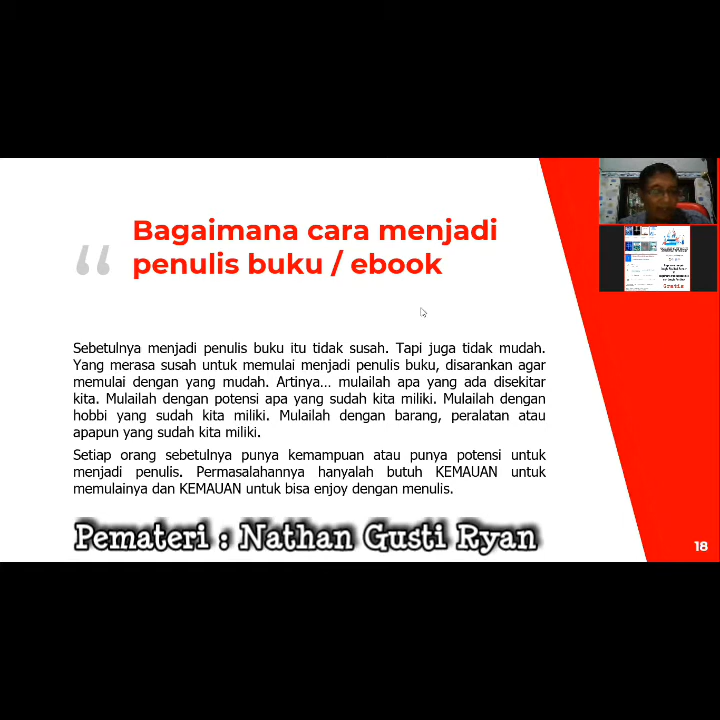 Bagaimana cara menjadi
penulis buku / ebook
Sebetulnya menjadi penulis buku itu tidak susah. Tapi juga tidak mudah.
Yang merasa susah untuk memulai menjadi penulis buku, disarankan agar
memulai dengan yang mudah. Artinya... mulailah apa yang ada disekitar
kita. Mulailah dengan potensi apa yang sudah kita miliki. Mulailah dengan
hobbi yang sudah kita miliki. Mulailah dengan barang, peralatan atau
apapun yang sudah kita miliki.
Setiap orang sebetulnya punya kemampuan atau punya potensi untuk
menjadi penulis. Permasalahannya hanyalah butuh KEMAUAN untuk
memulainya dan KEMAUAN untuk bisa enjoy dengan menulis.
Pemateri : Nathan Gusti Ryan
18